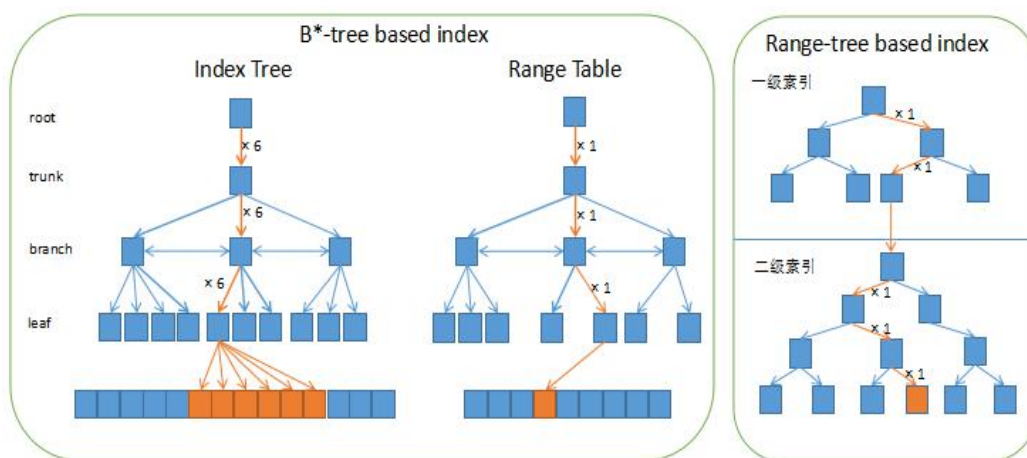 B*-tree based index
Index Tree
Range Table
root
× 6
× 1
trunk
× 6
× 1
branch
× 6
× 1
leaf
Range-tree based index
一级索引
× 1
× 1
二级索引
× 1
× 1
× 1